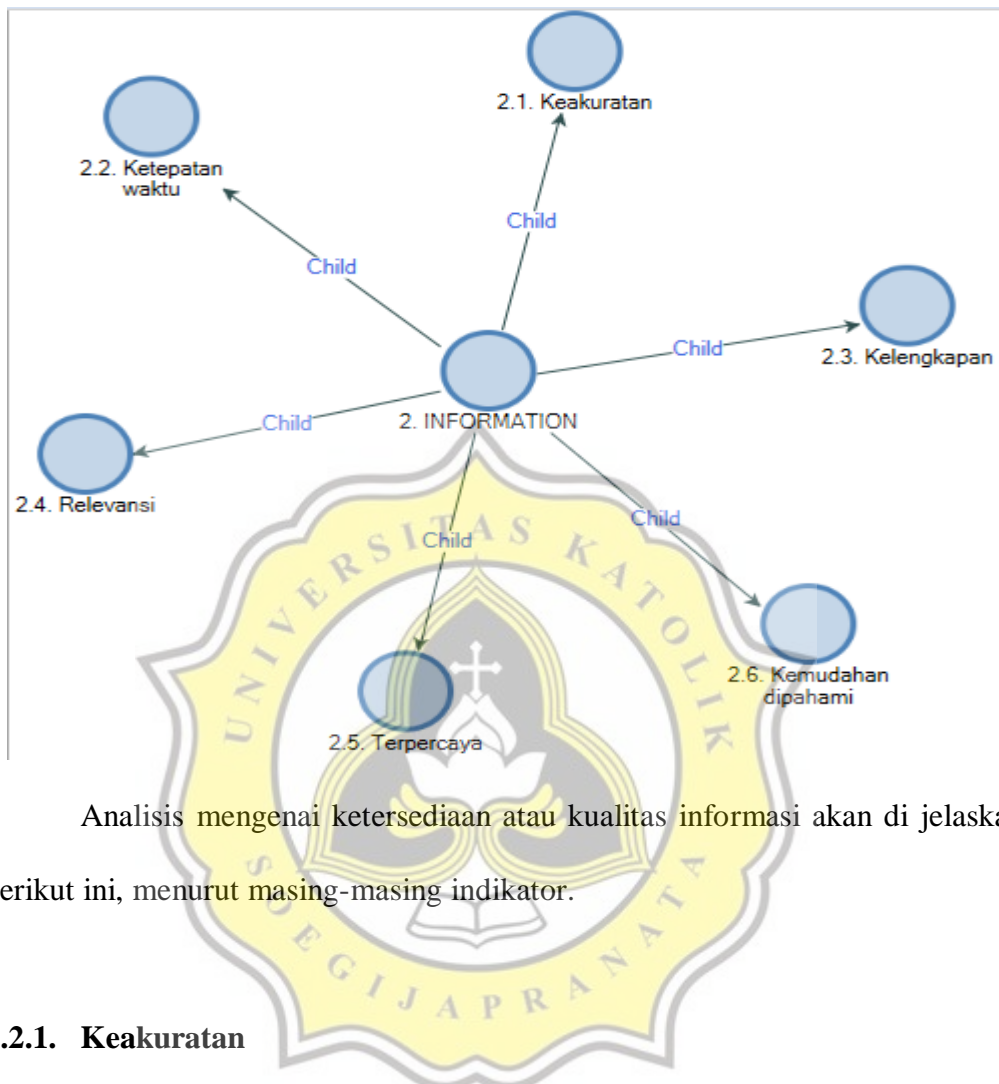 2.1. Keakuratan
2.2. Ketepatan
waktu
Child
Child
Child
2.3. Kelengkapan
2. INFORMATION
Child
2.4. Relevansi
Child
Child
2.6. Kemudahan
dipahami
2.5. Terpercaya
UNIVERSITAS KATOLIK
SOEGIJAPRANATA
Analisis mengenai ketersediaan atau kualitas informasi akan di jelaska
erikut ini, menurut masing-masing indikator.
.2.1. Keakuratan